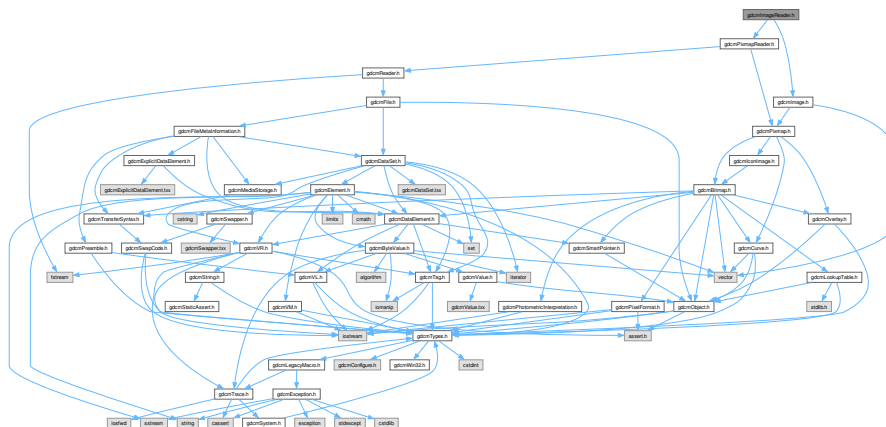 gdcmImageReader.h
gdcmPixmapReader.h
gdcmReader.h
gdcmFile.h
gdcmImage.h
gdcmFileMetaInformation.h
gdcmPixmap.h
gdcmExplicitDataElement.h
gdcmDataSet.h
gdcmIconImage.h
gdcmExplicitDataElement.txx
gdcmMediaStorage.h
gdcmElement.h
gdcmDataSet.txx
gdcmBitmap.h
gdcmTransferSyntax.h
cstring
gdcmSwapper.h
limits
cmath
gdcmDataElement.h
gdcmOverlay.h
gdcmPreamble.h
gdcmSwapCode.h
gdcmSwapper.txx
gdcmVR.h
gdcmByteValue.h
set
gdcmSmartPointer.h
gdcmCurve.h
fstream
gdcmString.h
gdcmVL.h
algorithm
gdcmTag.h
gdcmValue.h
iterator
vector
gdcmLookupTable.h
gdcmStaticAssert.h
gdcmVM.h
iomanip
gdcmValue.txx
gdcmPhotometricInterpretation.h
gdcmPixelFormat.h
gdcmObject.h
stdlib.h
iostream
gdcmTypes.h
assert.h
gdcmLegacyMacro.h
gdcmConfigure.h
gdcmWin32.h
cstdint
gdcmTrace.h
gdcmException.h
iosfwd
sstream
string
cassert
gdcmSystem.h
exception
stdexcept
cstdlib